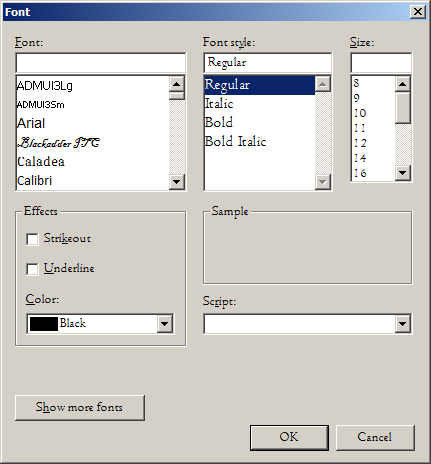 Font
Font: Font style: Size:
Regular
ADMUI3Lg Regular 8
ADMUI3Sm Italic 9
Arial Bold 10
Blackadder ITC Bold Italic 11
Caladea 12
Calibri 14
16
Effects Sample
Strikeout
Underline
Color: Script:
Black
Show more fonts
OK Cancel